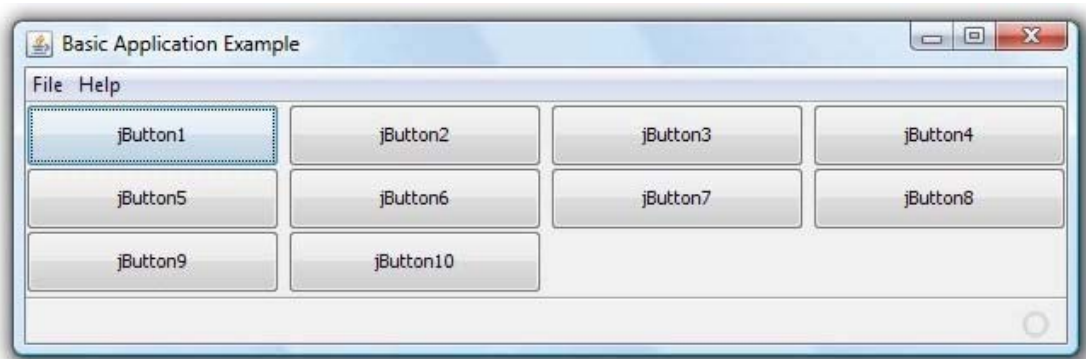 Basic Application Example
File Help
jButton1 jButton2 jButton3 jButton4
jButton5 jButton6 jButton7 jButton8
jButton9 jButton10